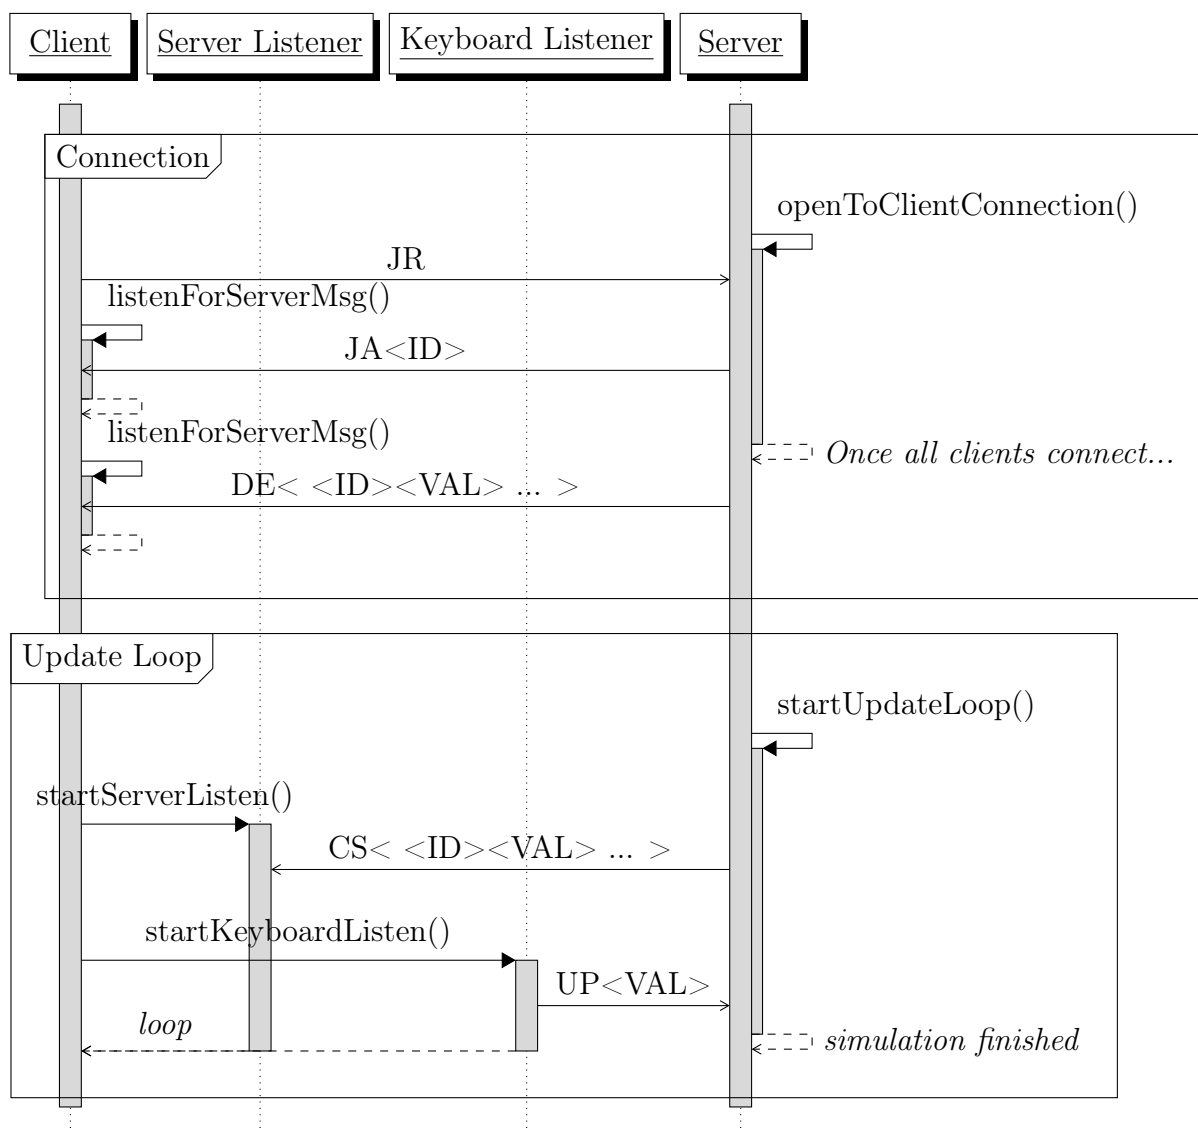 Client
Server Listener
Keyboard Listener
Server
Connection
openToClientConnection()
JR
listenForServerMsg()
JA<ID>
listenForServerMsg()
Once all clients connect...
DE< <ID><VAL> ... >
Update Loop
startUpdateLoop()
startServerListen()
CS< <ID><VAL> ... >
startKeyboardListen()
UP<VAL>
loop
simulation finished